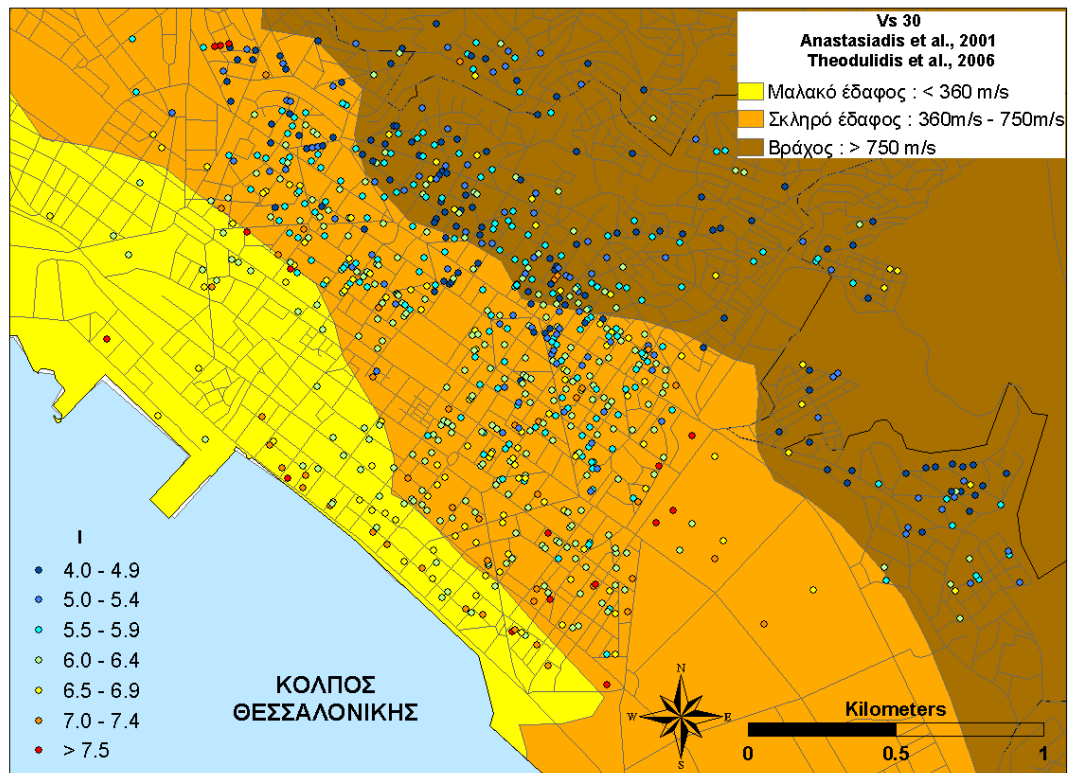 Vs 30
Anastasiadis et al., 2001
Theodulidis et al., 2006
Μαλακό έδαφος : < 360 m/s
Σκληρό έδαφος : 360m/s - 750m/s
Βράχος : > 750 m/s
I
4.0 - 4.9
5.0 - 5.4
5.5 - 5.9
6.0 - 6.4
6.5 - 6.9
7.0 - 7.4
> 7.5
ΚΟΛΠΟΣ
ΘΕΣΣΑΛΟΝΙΚΗΣ
N
W E
S
Kilometers
0 0.5 1